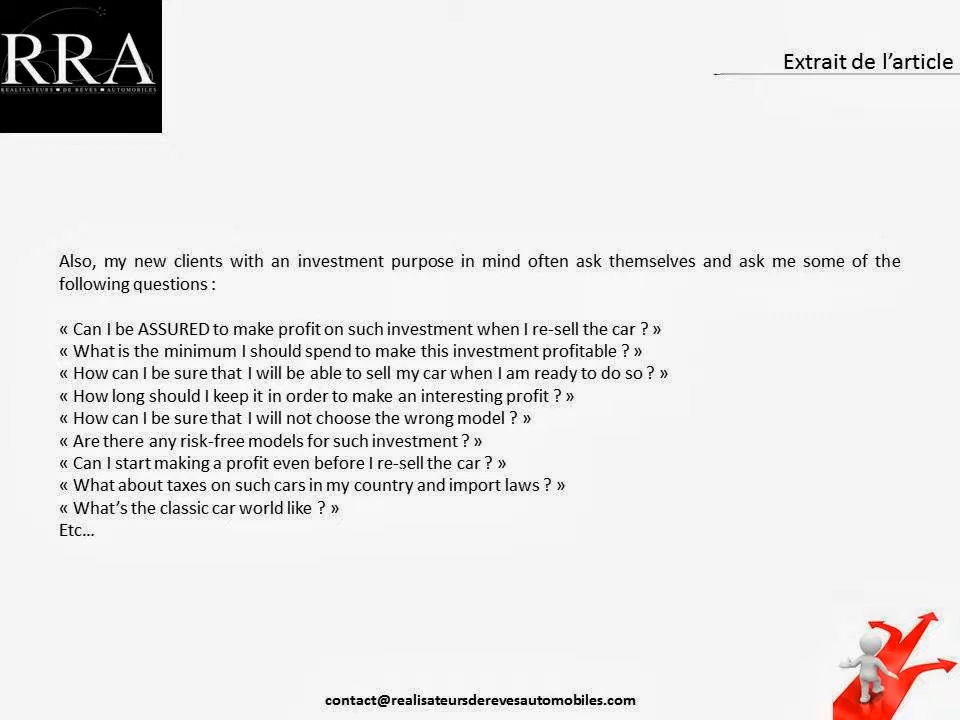 RRA
REALISATEURS ■ DE RÊVES ■ AUTOMOBILES
Extrait de l’article
Also, my new clients with an investment purpose in mind often ask themselves and ask me some of the
following questions :
« Can I be ASSURED to make profit on such investment when I re-sell the car ? »
« What is the minimum I should spend to make this investment profitable ? »
« How can I be sure that I will be able to sell my car when I am ready to do so ? »
« How long should I keep it in order to make an interesting profit ? »
« How can I be sure that I will not choose the wrong model ? »
« Are there any risk-free models for such investment ? »
« Can I start making a profit even before I re-sell the car ? »
« What about taxes on such cars in my country and import laws ? »
« What’s the classic car world like ? »
Etc…
contact@realisateursderevesautomobiles.com